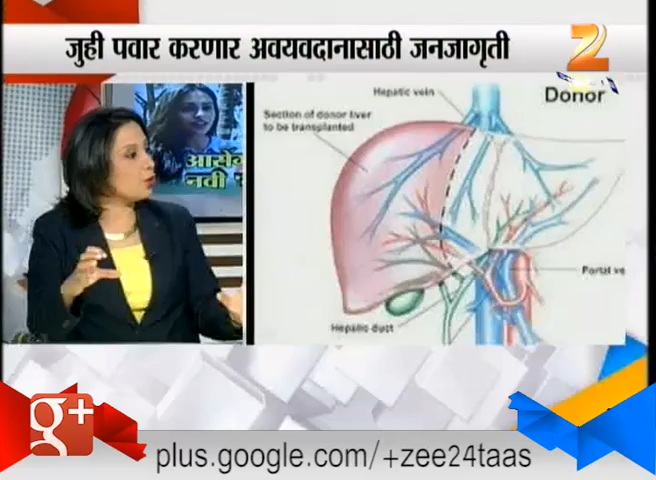 जुही पवार करणार अवयवदानासाठी जनजागृती
Z
Hepatic vein
Donor
Section of donor liver
to be transplanted
नवी
Portal ve
Hepatic duct
g+
plus.google.com/+zee24taas